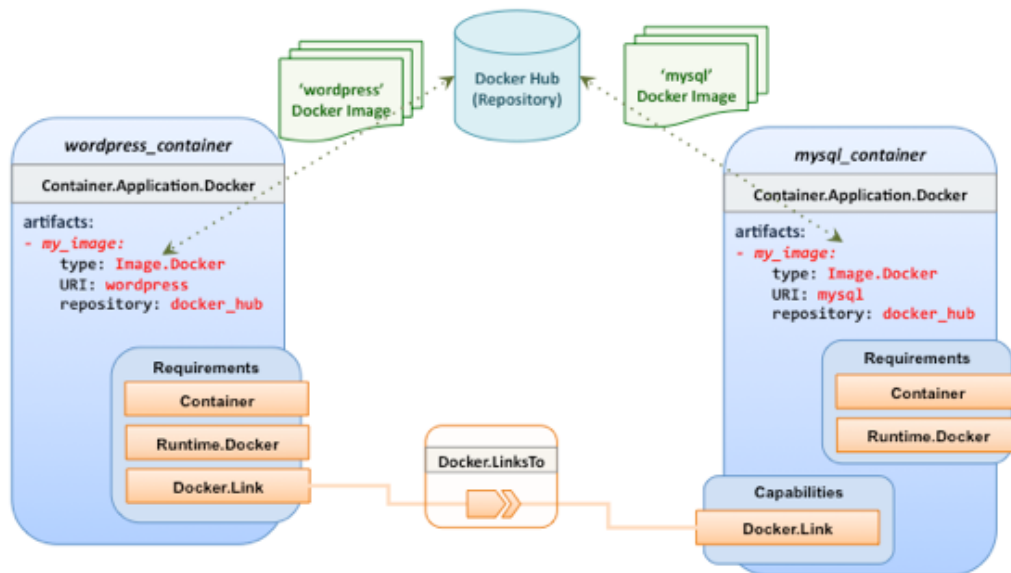 'wordpress'
Docker Image
Docker Hub
(Repository)
'mysql'
Docker Image
wordpress_container
Container.Application.Docker
artifacts:
- my_image:
type: Image.Docker
URI: wordpress
repository: docker_hub
Requirements
Container
Runtime.Docker
Docker.Link
Docker.LinksTo
mysql_container
Container.Application.Docker
artifacts:
- my_image:
type: Image.Docker
URI: mysql
repository: docker_hub
Requirements
Container
Runtime.Docker
Capabilities
Docker.Link